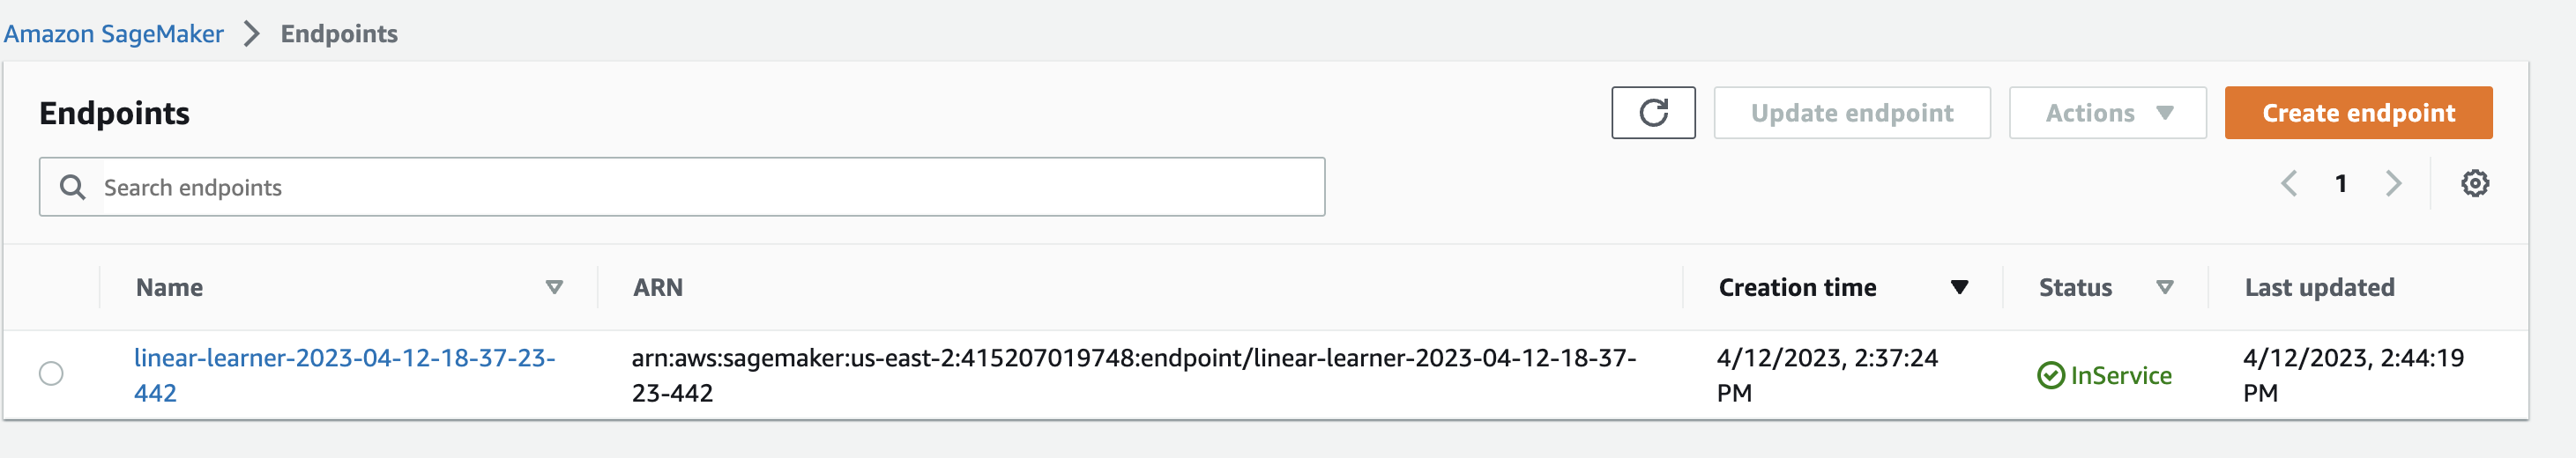 Amazon SageMaker > Endpoints
Endpoints
Update endpoint
Actions
Create endpoint
Search endpoints
1
Name ARN Creation time Status Last updated
linear-learner-2023-04-12-18-37-23- arn:aws:sagemaker:us-east-2:415207019748:endpoint/linear-learner-2023-04-12-18-37- 4/12/2023, 2:37:24 InService 4/12/2023, 2:44:19
442 23-442 PM PM